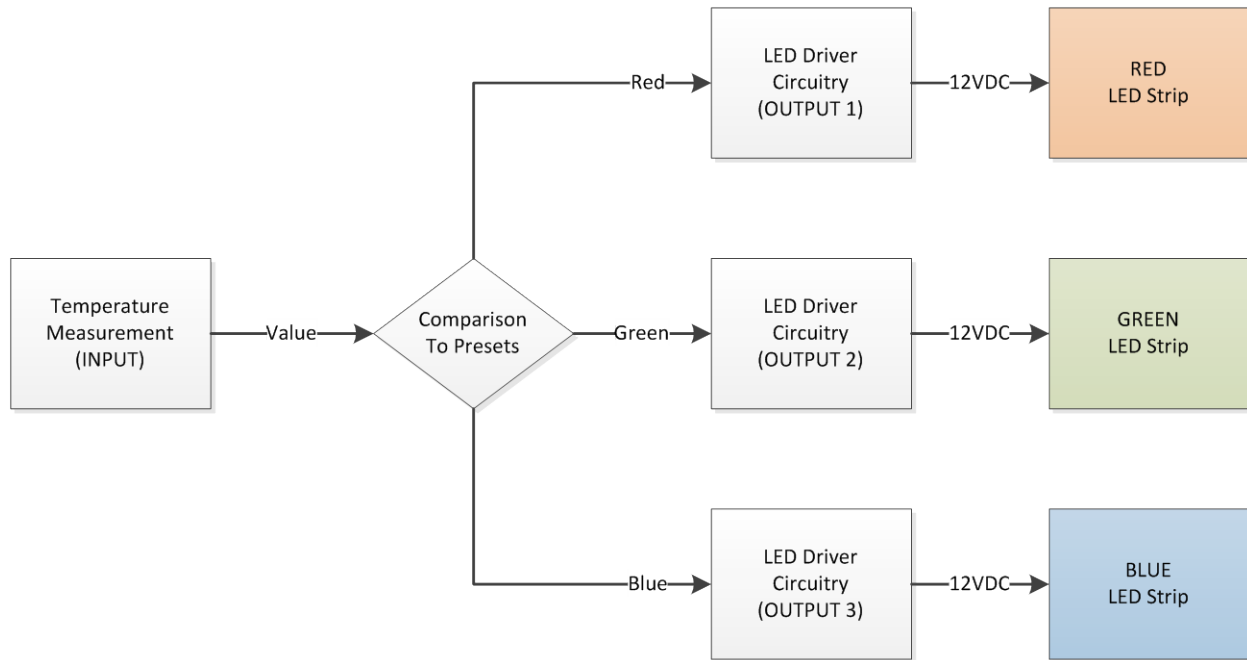 Red
LED Driver
Circuitry
(OUTPUT 1)
12VDC
RED
LED Strip
Temperature
Measurement
(INPUT)
Value
Comparison
To Presets
Green
LED Driver
Circuitry
(OUTPUT 2)
12VDC
GREEN
LED Strip
Blue
LED Driver
Circuitry
(OUTPUT 3)
12VDC
BLUE
LED Strip